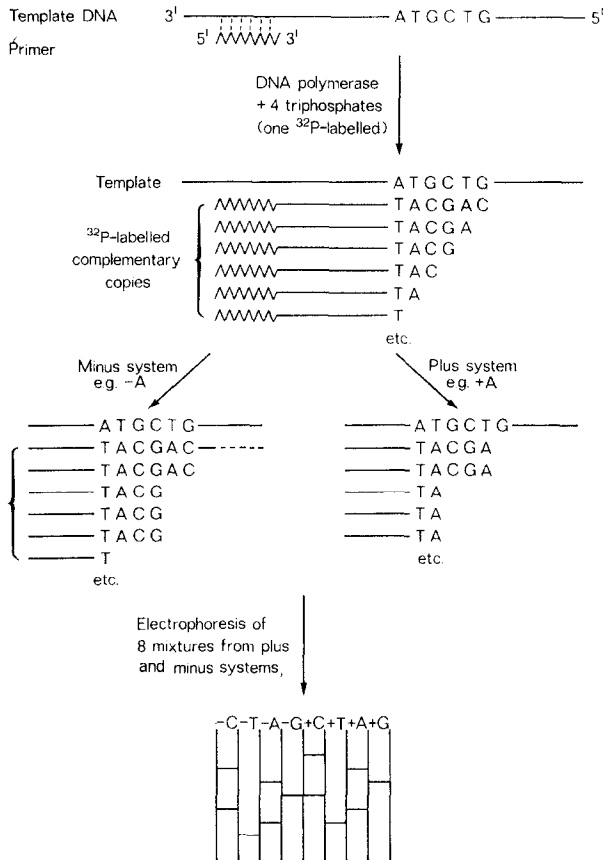 Template DNA 3' ATGCTG 5'
Primer 5' 3'
DNA polymerase
+ 4 triphosphates
(one ³²P-labelled)
Template ATGCTG
TACGAC
TACGA
TACG
TAC
TA
T
etc.
³²P-labelled
complementary
copies
Minus system
e.g. -A
Plus system
e.g. +A
ATGCTG
TACGAC
TACGAC
TACG
TACG
TACG
T
etc.
ATGCTG
TACGA
TACGA
TA
TA
TA
etc.
Electrophoresis of
8 mixtures from plus
and minus systems,
-C-T-A-G+C+T+A+G